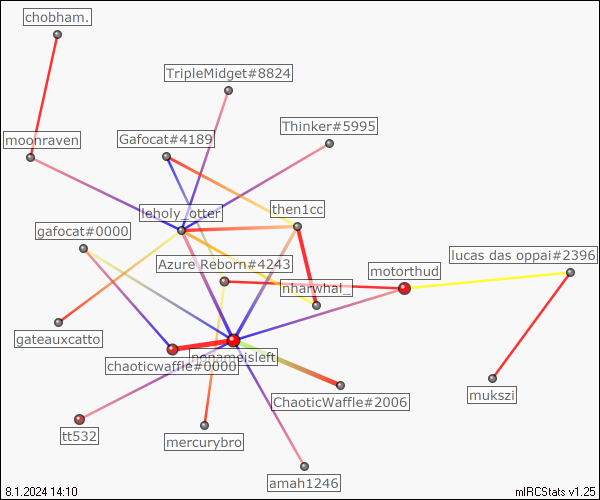 chobham.
TripleMidget#8824
Thinker#5995
moonraven
Gafocat#4189
leholy_otter
then1cc
gafocat#0000
lucas das oppai#2396
Azure Reborn#4243
motorthud
nharwhal_
gateauxcatto
nonameisleft
chaoticwaffle#0000
mukszi
ChaoticWaffle#2006
tt532
mercurybro
amah1246
8.1.2024 14:10
mIRCStats v1.25